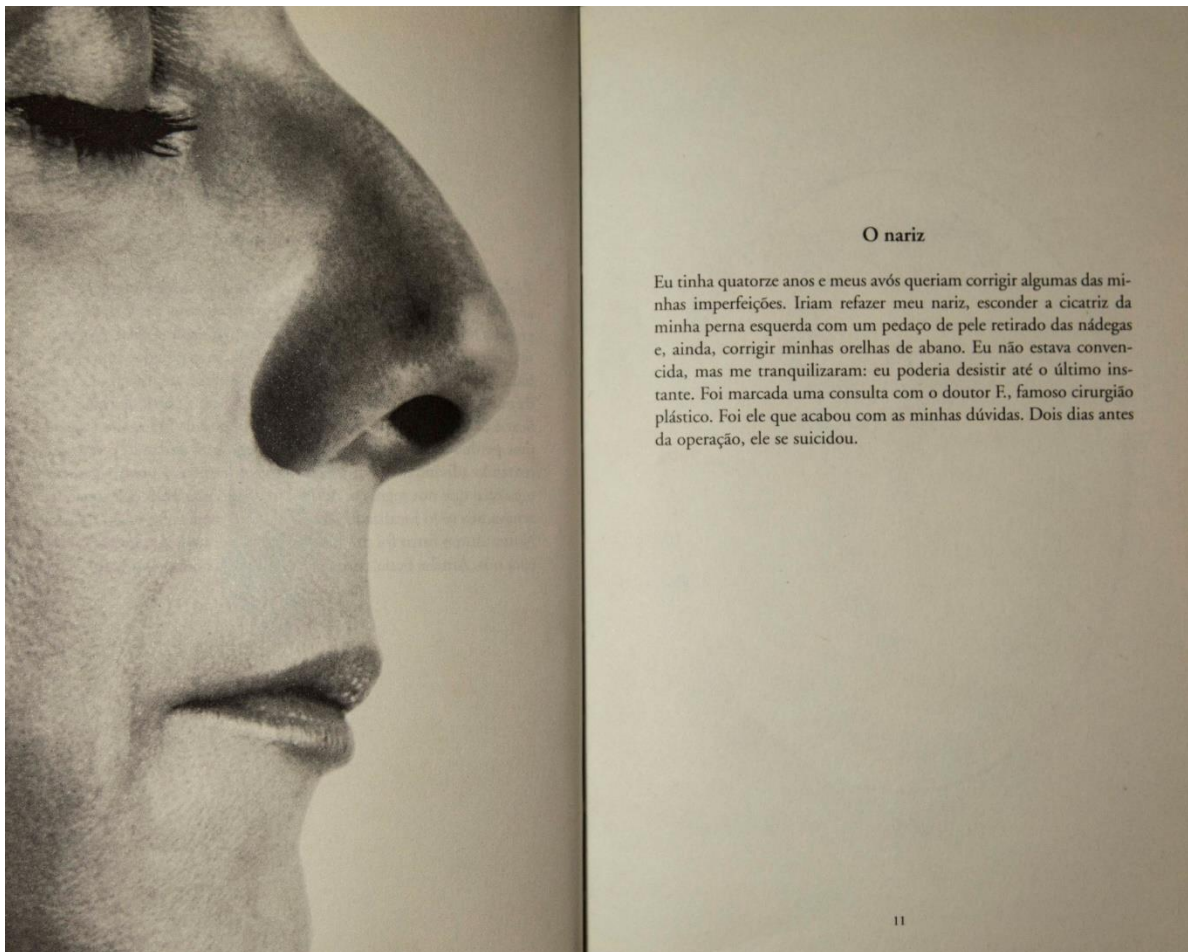 O nariz
Eu tinha quatorze anos e meus avós queriam corrigir algumas das mi-
nhas imperfeições. Iriam refazer meu nariz, esconder a cicatriz da
minha perna esquerda com um pedaço de pele retirado das nádegas
e, ainda, corrigir minhas orelhas de abano. Eu não estava conven-
cida, mas me tranquilizaram: eu poderia desistir até o último ins-
tante. Foi marcada uma consulta com o doutor F., famoso cirurgião
plástico. Foi ele que acabou com as minhas dúvidas. Dois dias antes
da operação, ele se suicidou.
11